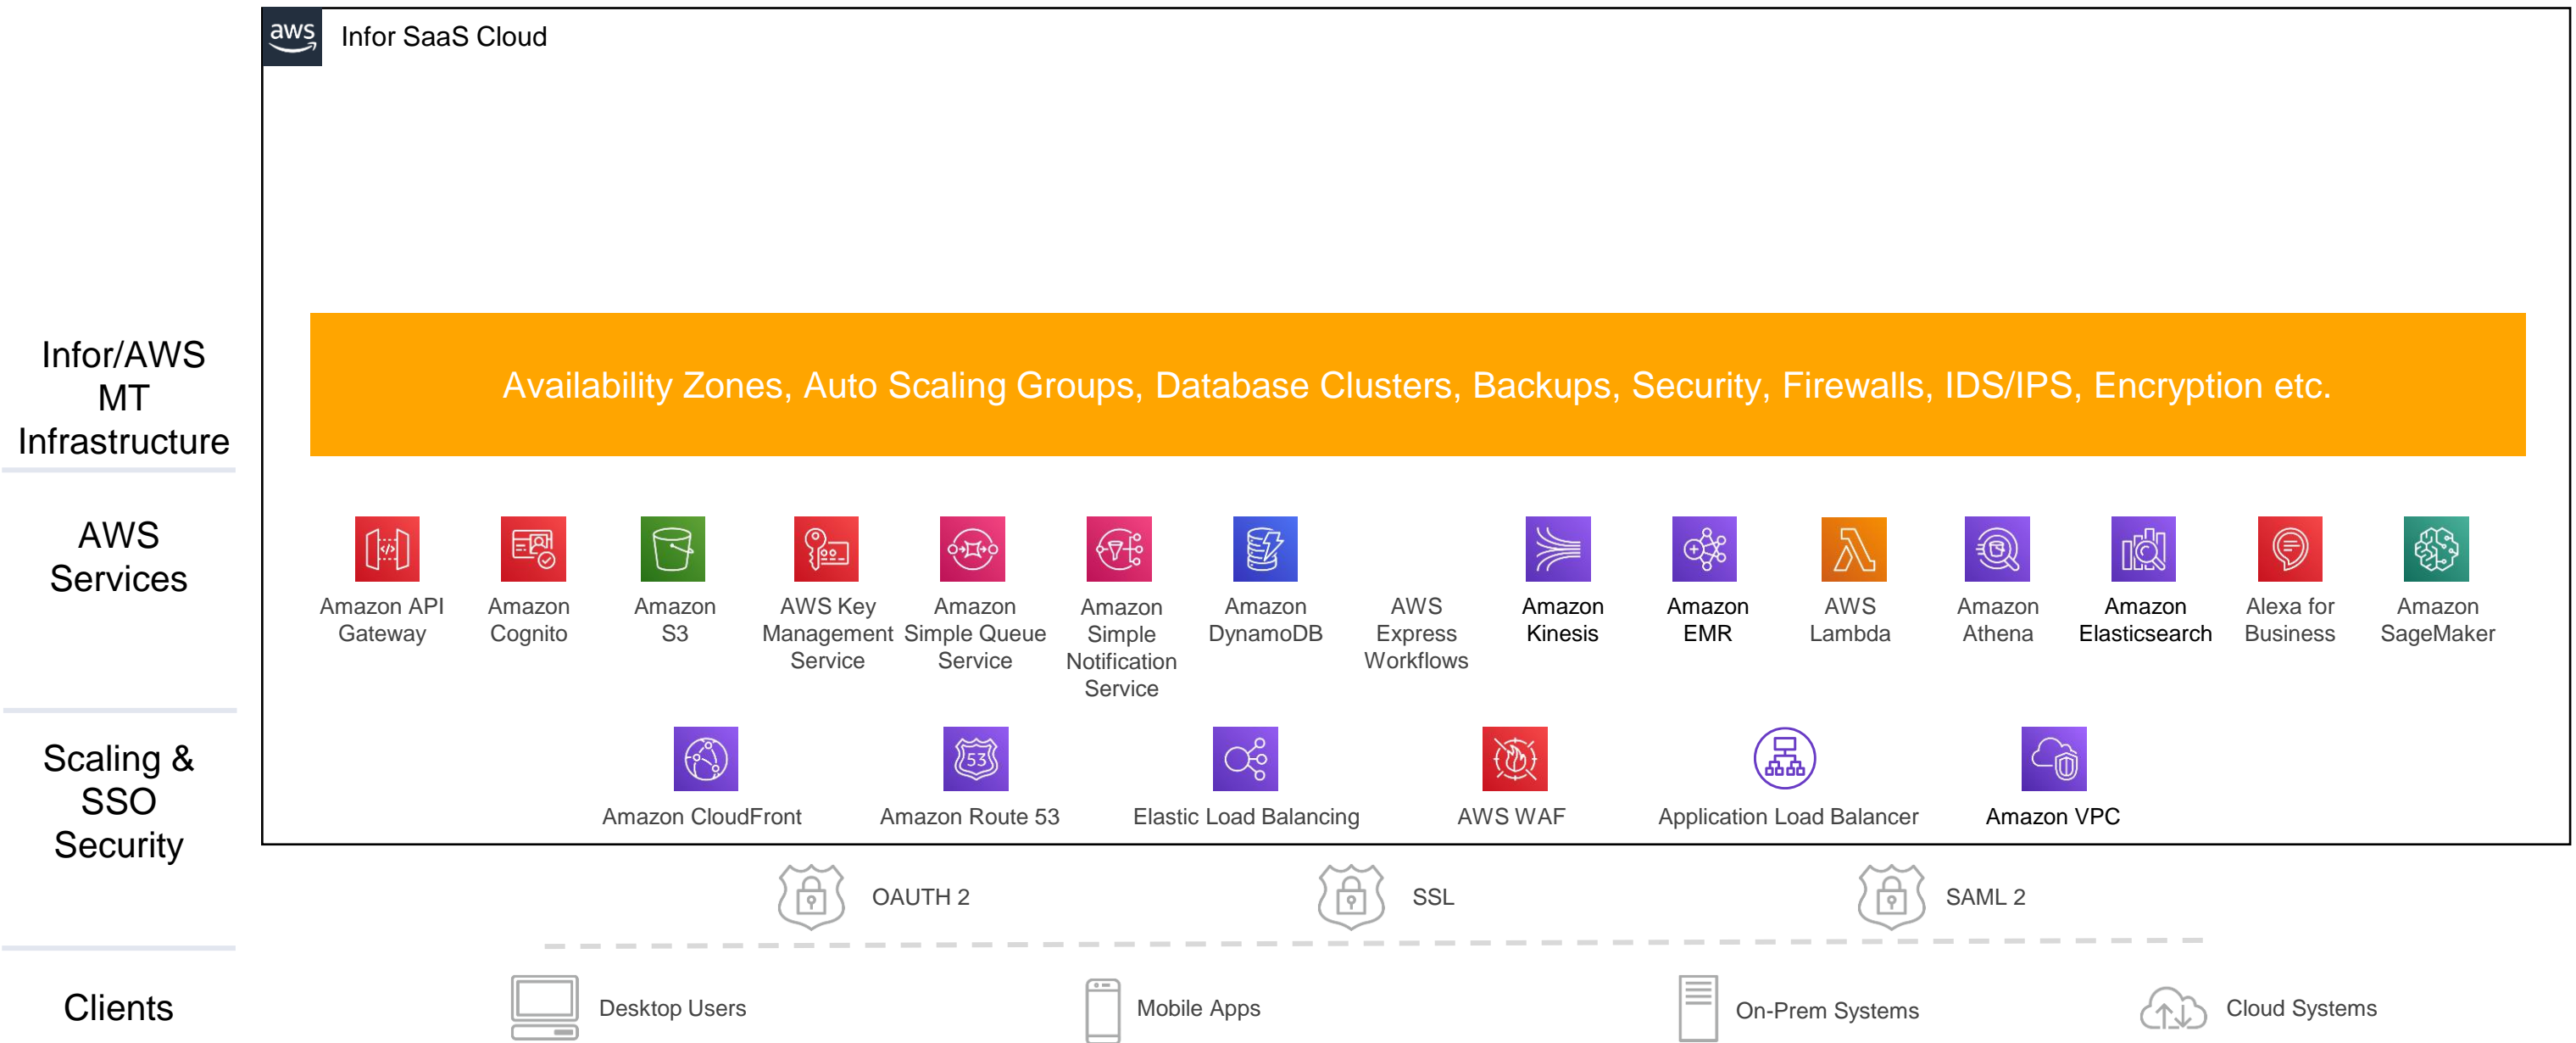 aws
Infor SaaS Cloud
Infor/AWS
MT
Infrastructure
Availability Zones, Auto Scaling Groups, Database Clusters, Backups, Security, Firewalls, IDS/IPS, Encryption etc.
AWS
Services
Amazon API
Gateway
Amazon
Cognito
Amazon
S3
AWS Key
Management
Service
Amazon
Simple Queue
Service
Amazon
Simple
Notification
Service
Amazon
DynamoDB
AWS
Express
Workflows
Amazon
Kinesis
Amazon
EMR
AWS
Lambda
Amazon
Athena
Amazon
Elasticsearch
Alexa for
Business
Amazon
SageMaker
Scaling &
SSO
Security
Amazon CloudFront
53
Amazon Route 53
Elastic Load Balancing
AWS WAF
Application Load Balancer
Amazon VPC
OAUTH 2
SSL
SAML 2
Clients
Desktop Users
Mobile Apps
On-Prem Systems
Cloud Systems